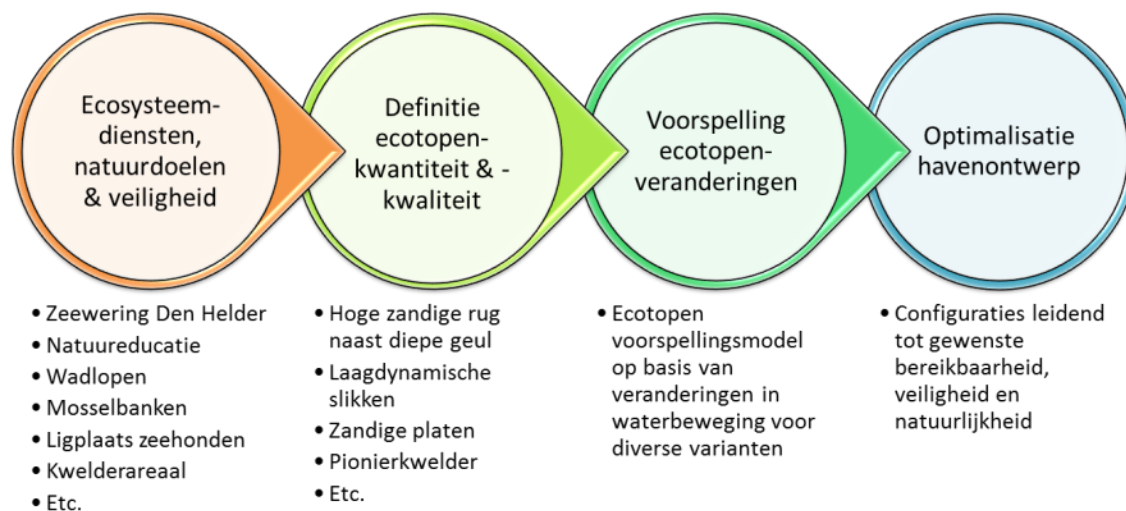 Ecosysteem-
diensten,
natuurdoelen
& veiligheid
Definitie
ecotopen-
kwantiteit & -
kwaliteit
Voorspelling
ecotopen-
veranderingen
Optimalisatie
havenontwerp
• Zeewering Den Helder
• Natuureducatie
• Wadlopen
• Mosselbanken
• Ligplaats zeehonden
• Kwelderareaal
• Etc.
• Hoge zandige rug
naast diepe geul
• Laagdynamische
slikken
• Zandige platen
• Pionierkwelder
• Etc.
• Ecotopen
voorspellingsmodel
op basis van
veranderingen in
waterbeweging voor
diverse varianten
• Configuraties leidend
tot gewenste
bereikbaarheid,
veiligheid en
natuurlijkheid